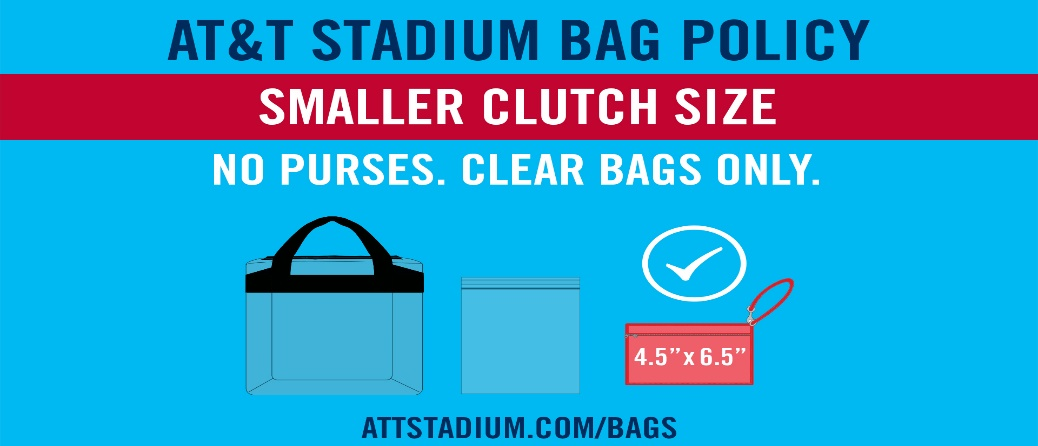 AT&T STADIUM BAG POLICY
SMALLER CLUTCH SIZE
NO PURSES. CLEAR BAGS ONLY.
4.5” x 6.5”
ATTSTADIUM.COM/BAGS